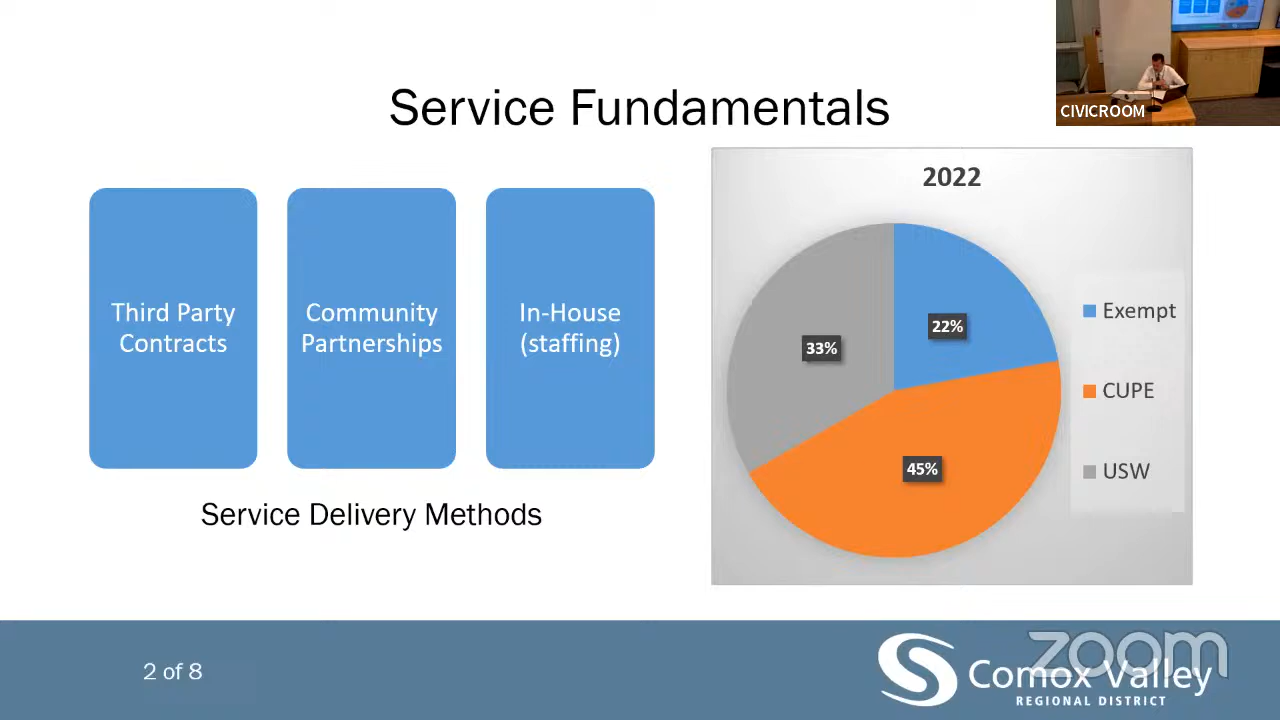 Service Fundamentals
CIVICROOM
Third Party
Contracts
Community
Partnerships
In-House
(staffing)
Service Delivery Methods
2022
22%
33%
45%
Exempt
CUPE
USW
2 of 8
zoom
Comox Valley
REGIONAL DISTRICT